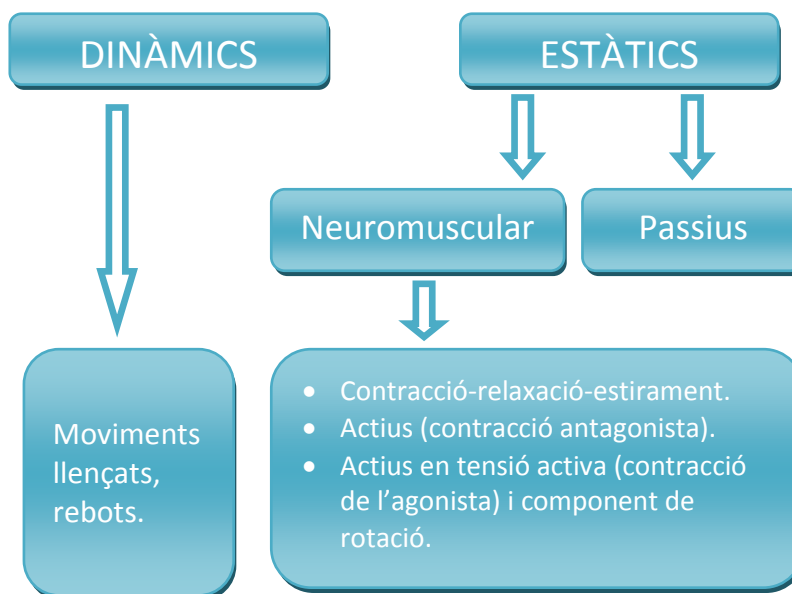 DINÀMICS
ESTÀTICS
Neuromuscular
Passius
Moviments
llençats,
rebots.
• Contracció-relaxació-estirament.
• Actius (contracció antagonista).
• Actius en tensió activa (contracció
de l’agonista) i component de
rotació.